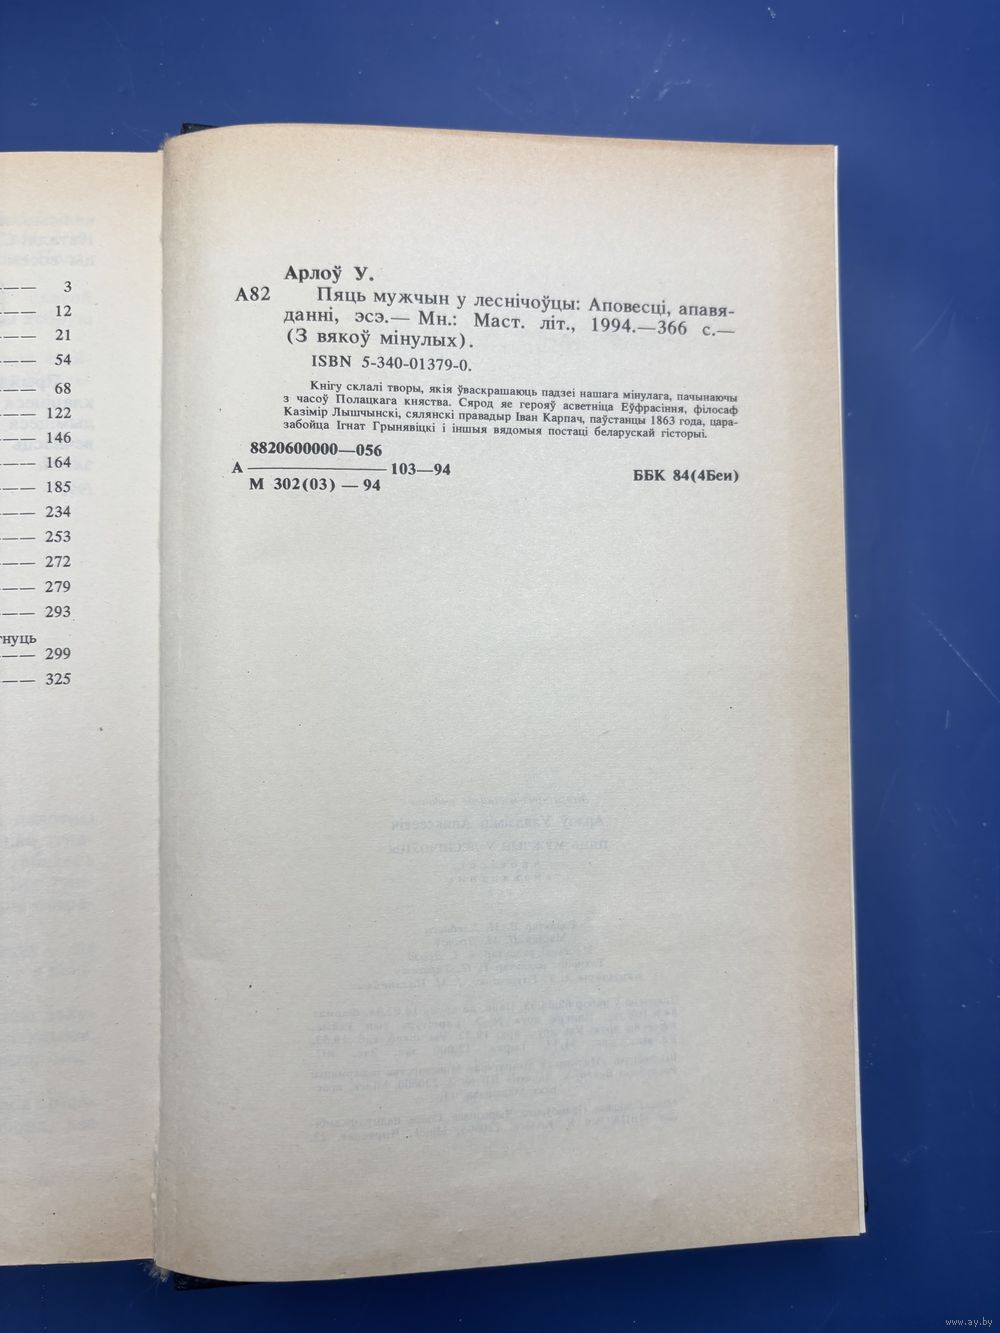 —— 3
—— 12
—— 21
—— 54
—— 68
—— 122
—— 146
—— 164
—— 185
—— 234
—— 253
—— 272
—— 279
—— 293
гнуць
—— 299
—— 325
Арлоў У.
А82 Пяць мужчын у леснічоўцы: Аповесці, апавя-
данні, эсэ.— Мн.: Маст. літ., 1994.—366 с.—
(З вякоў мінулых).
ISBN 5-340-01379-0.
Кнігу склалі творы, якія ўваскрашаюць падзеі нашага мінулага, пачынаючы
з часоў Полацкага княства. Сярод яе герояў асветніца Еўфрасіння, філосаф
Казімір Лышчынскі, сялянскі правадыр Іван Карпач, паўстанцы 1863 года, цара-
забойца Ігнат Грынявіцкі і іншыя вядомыя постаці беларускай гісторыі.
8820600000—056
А ————— 103—94
М 302(03) — 94
ББК 84(4Беи)
www.ay.by